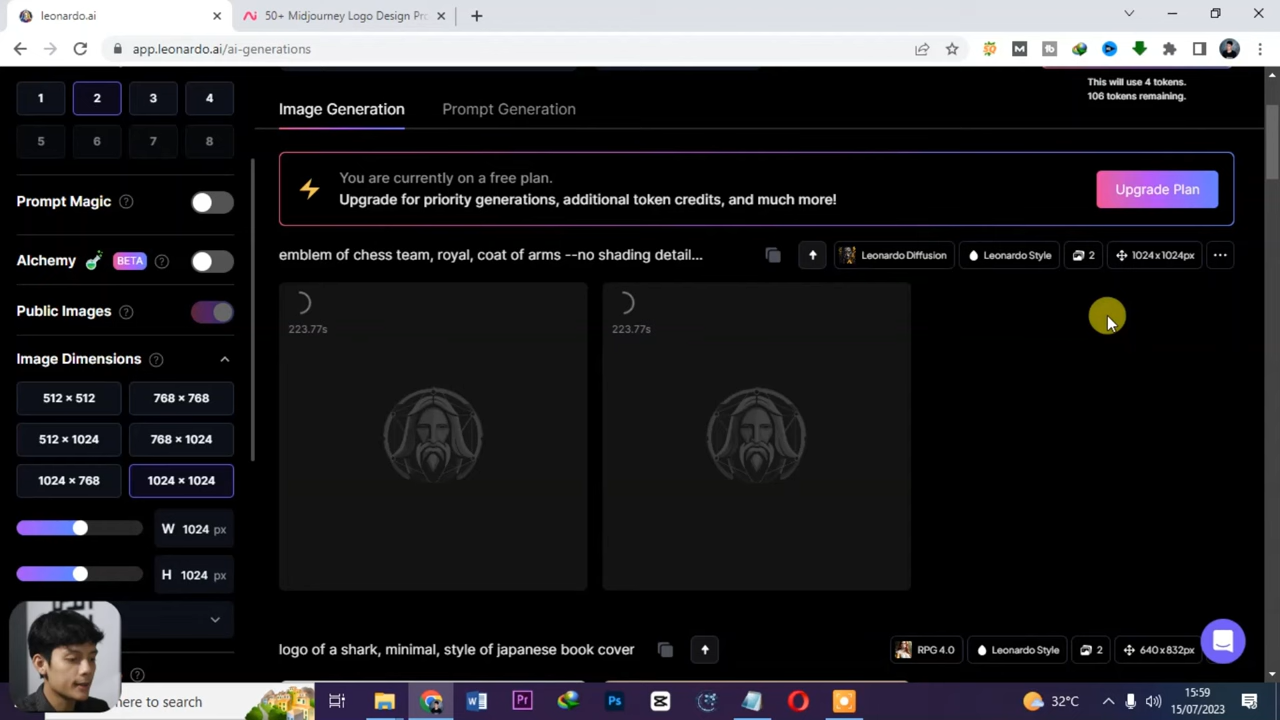 leonardo.ai
50+ Midjourney Logo Design Pro
app.leonardo.ai/ai-generations
This will use 4 tokens.
106 tokens remaining.
1
2
3
4
5
6
7
8
Image Generation
Prompt Generation
You are currently on a free plan.
Upgrade for priority generations, additional token credits, and much more!
Upgrade Plan
Prompt Magic
Alchemy
BETA
Public Images
Image Dimensions
512 × 512
768 × 768
512 × 1024
768 × 1024
1024 × 768
1024 × 1024
W 1024 px
H 1024 px
emblem of chess team, royal, coat of arms --no shading detail...
Leonardo Diffusion
Leonardo Style
2
1024 x 1024px
223.77s
223.77s
logo of a shark, minimal, style of japanese book cover
RPG 4.0
Leonardo Style
2
640 x 832px
here to search
32°C
15:59
15/07/2023